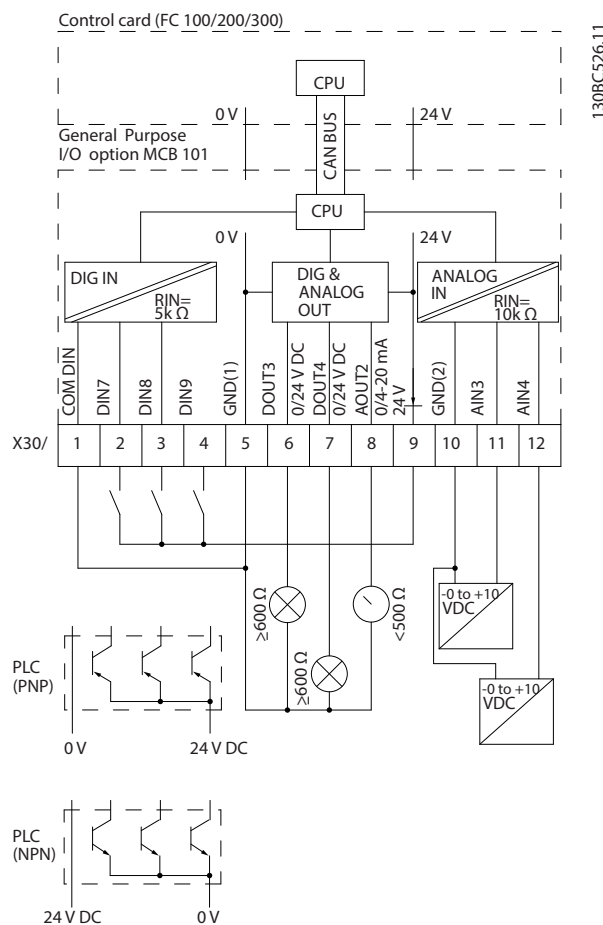 Control card (FC 100/200/300)
130BC526.11
CPU
0 V
24 V
General Purpose
I/O option MCB 101
CAN BUS
CPU
0 V
24 V
DIG IN
RIN=
5k Ω
DIG &
ANALOG
OUT
ANALOG
IN
RIN=
10k Ω
COM DIN
DIN7
DIN8
DIN9
GND(1)
DOUT3
0/24 V DC
DOUT4
0/24 V DC
AOUT2
0/4-20 mA
24 V
GND(2)
AIN3
AIN4
X30/
1
2
3
4
5
6
7
8
9
10
11
12
≥600 Ω
≥600 Ω
<500 Ω
-0 to +10
VDC
-0 to +10
VDC
PLC
(PNP)
0 V
24 V DC
PLC
(NPN)
24 V DC
0 V